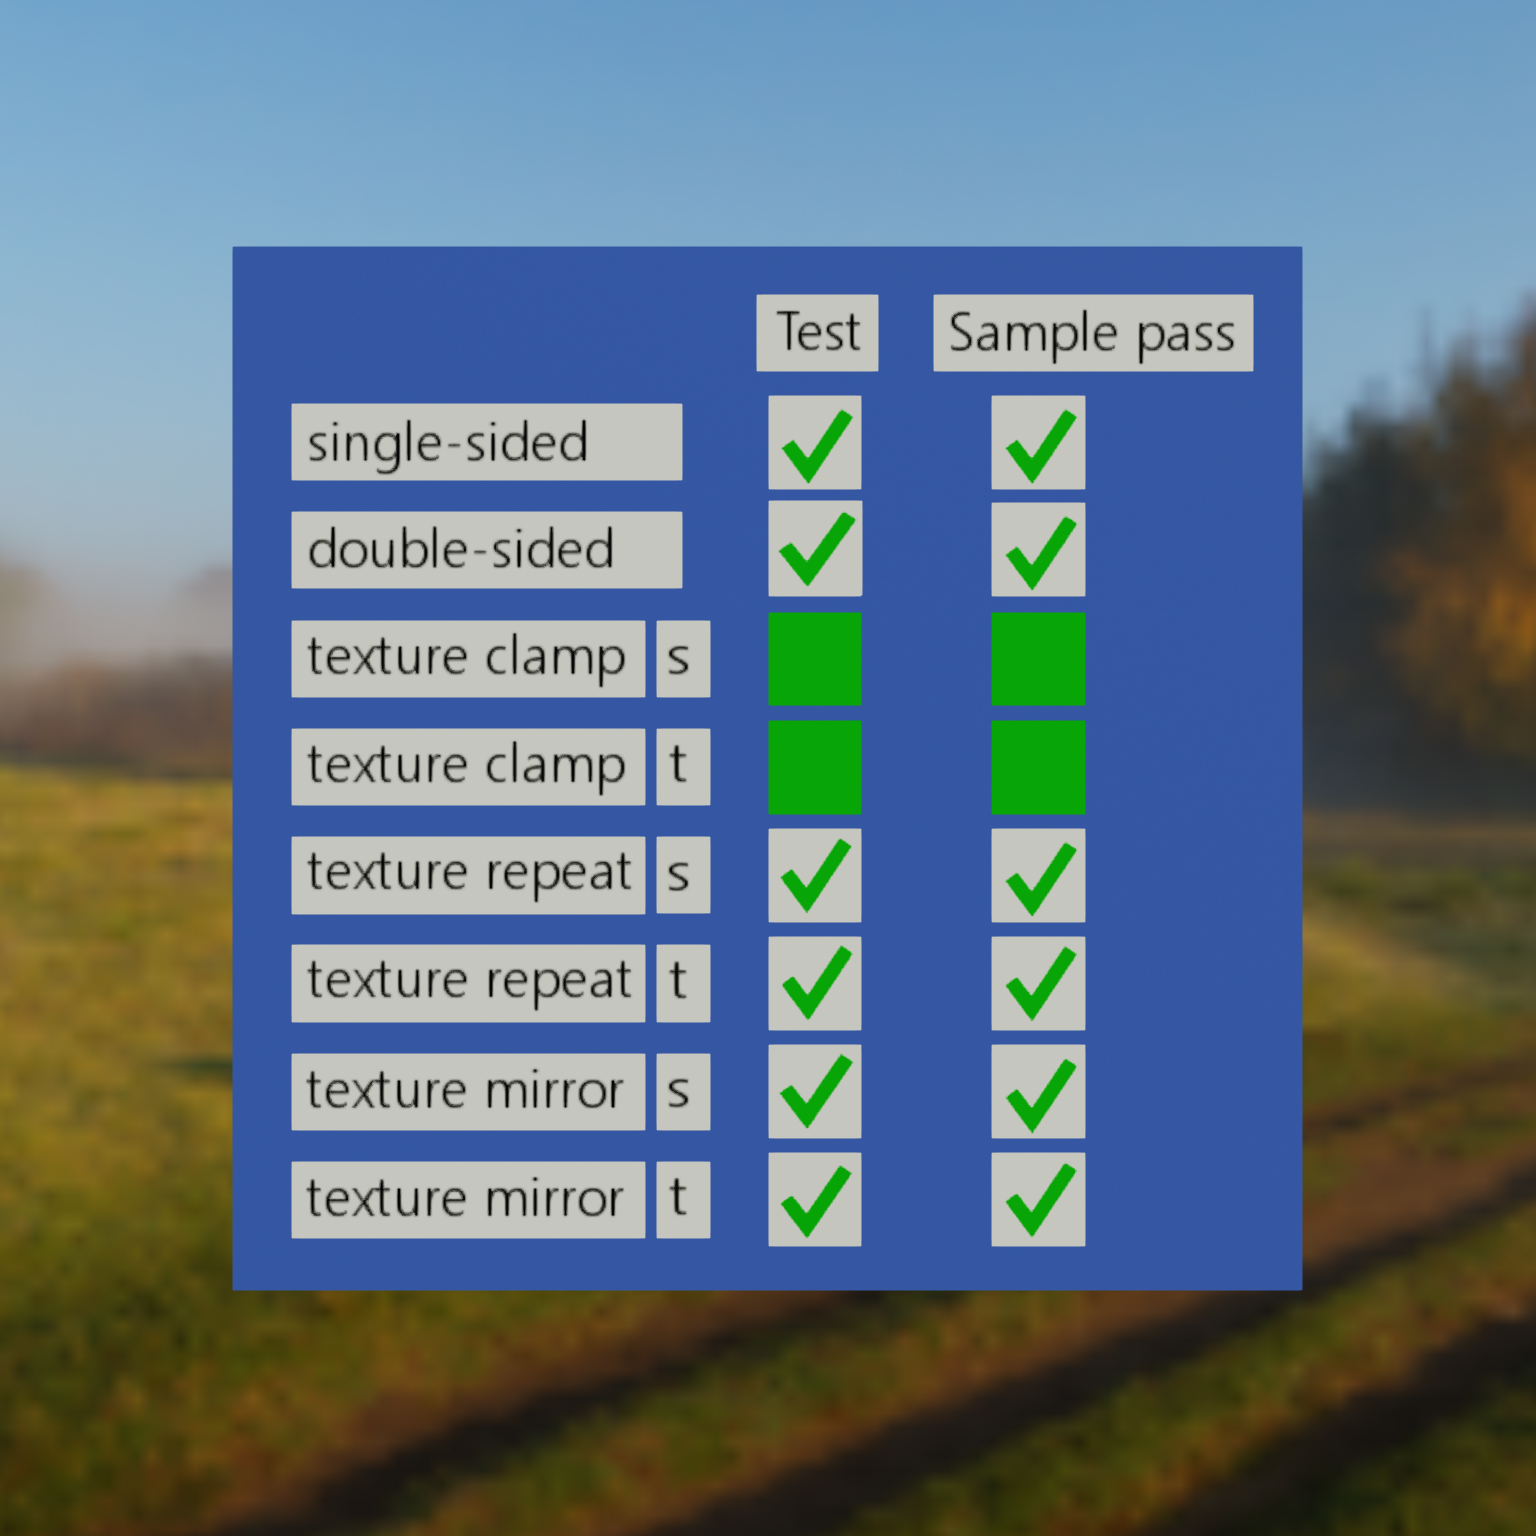 Test Sample pass
single-sided
double-sided
texture clamp s
texture clamp t
texture repeat s
texture repeat t
texture mirror s
texture mirror t